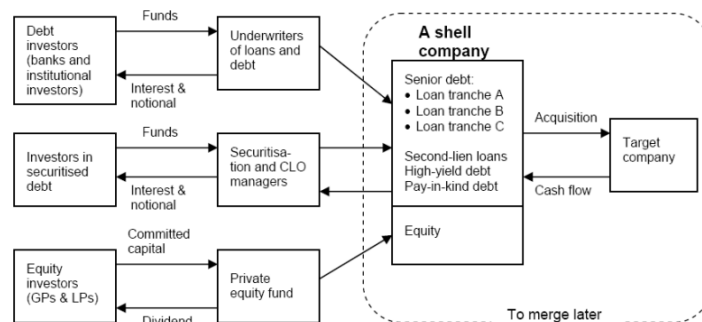 Debt
investors
(banks and
institutional
investors)
Funds
Interest &
notional
Underwriters
of loans and
debt
Investors in
securitised
debt
Funds
Interest &
notional
Securitisa-
tion and CLO
managers
Equity
investors
(GPs & LPs)
Committed
capital
Dividend
Private
equity fund
A shell
company
Senior debt:
• Loan tranche A
• Loan tranche B
• Loan tranche C
Second-lien loans
High-yield debt
Pay-in-kind debt
Equity
Acquisition
Cash flow
Target
company
To merge later